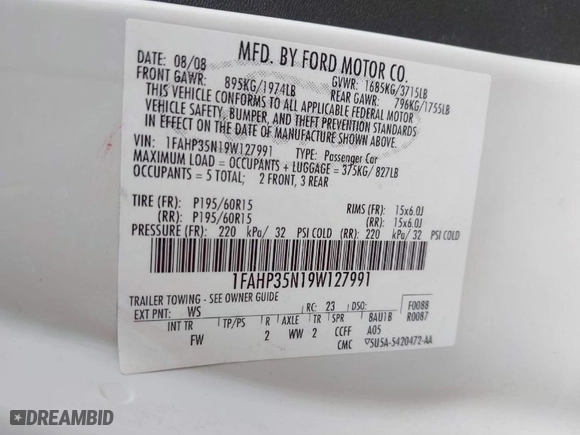 MFD. BY FORD MOTOR CO.
DATE: 08/08 GVWR: 1685KG/3715LB
FRONT GAWR: 895KG/1974LB REAR GAWR: 796KG/1755LB
THIS VEHICLE CONFORMS TO ALL APPLICABLE FEDERAL MOTOR
VEHICLE SAFETY, BUMPER, AND THEFT PREVENTION STANDARDS
IN EFFECT ON THE DATE OF MANUFACTURE SHOWN ABOVE.
VIN: 1FAHP35N19W127991 TYPE: Passenger Car
MAXIMUM LOAD = OCCUPANTS + LUGGAGE = 375KG/ 827LB
OCCUPANTS = 5 TOTAL; 2 FRONT, 3 REAR
TIRE (FR): P195/60R15 RIMS (FR): 15x6.0J
(RR): P195/60R15 (RR): 15x6.0J
PRESSURE (FR): 220 kPa/ 32 PSI COLD (RR): 220 kPa/ 32 PSI COLD
1FAHP35N19W127991
TRAILER TOWING - SEE OWNER GUIDE
EXT PNT: WS RC: 23 8AU1B F0088
R0087
INT TR TP/PS R AXLE TR SPR A05
FW 2 WW 2 CCFF
CMC ▽5U5A-5420472-AA
DREAMBID